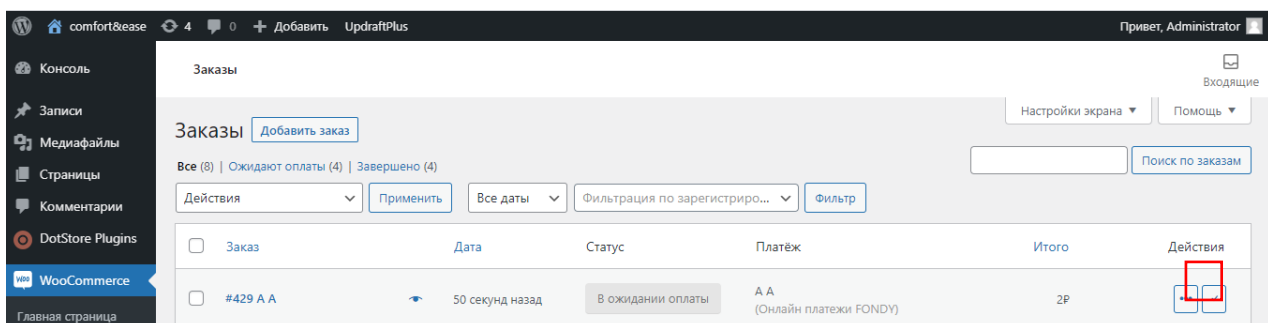 comfort&ease 4 0 + Добавить UpdraftPlus Привет, Administrator
Консоль
Записи
Медиафайлы
Страницы
Комментарии
DotStore Plugins
WooCommerce
Главная страница
Заказы
Входящие
Настройки экрана ▼ Помощь ▼
Заказы Добавить заказ
Все (8) | Ожидают оплаты (4) | Завершено (4)
Поиск по заказам
Действия Применить Все даты Фильтрация по зарегистриро... Фильтр
Заказ Дата Статус Платёж Итого Действия
#429 A A 50 секунд назад В ожидании оплаты A A 2₽
(Онлайн платежи FONDY)